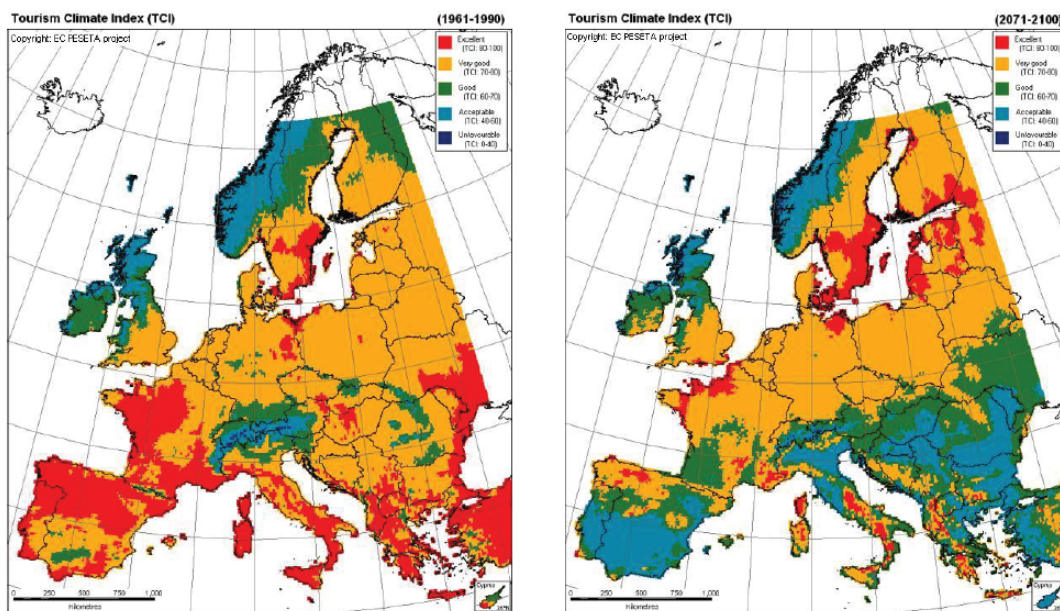 Tourism Climate Index (TCI)
(1961-1990)
Copyright: EC PESETA project
Excellent
(TCI: 80-100)
Very good
(TCI: 70-80)
Good
(TCI: 60-70)
Acceptable
(TCI: 40-60)
Unfavourable
(TCI: 0-40)
0 250 500 750 1,000
Kilometres
Cyprus
Tourism Climate Index (TCI)
(2071-2100)
Copyright: EC PESETA project
Excellent
(TCI: 80-100)
Very good
(TCI: 70-80)
Good
(TCI: 60-70)
Acceptable
(TCI: 40-60)
Unfavourable
(TCI: 0-40)
0 250 500 750 1,000
Kilometres
Cyprus